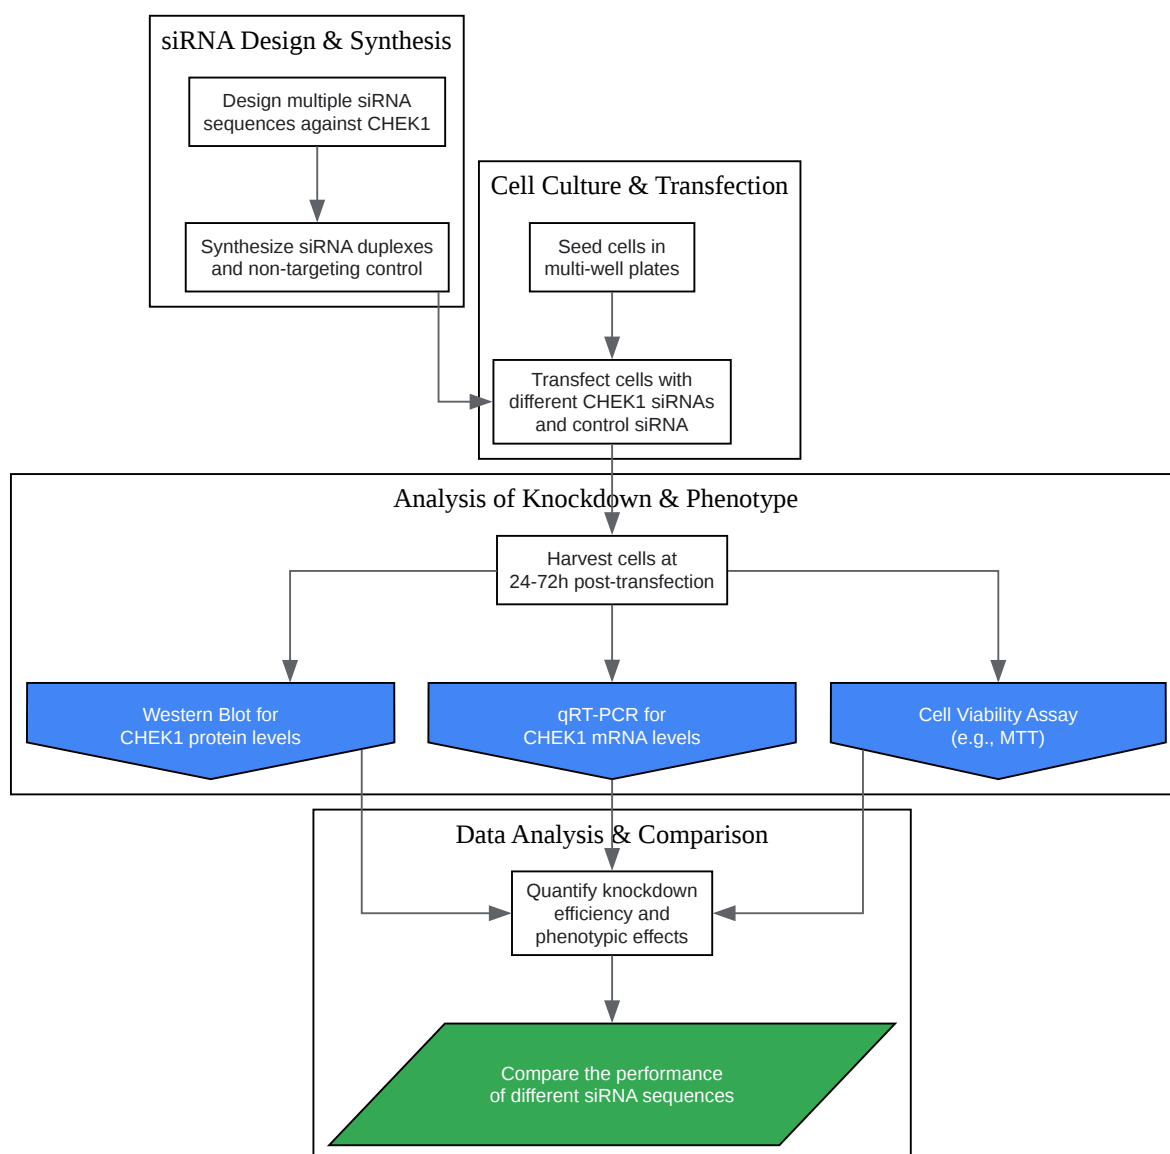 siRNA Design & Synthesis
Design multiple siRNA
sequences against CHEK1
Synthesize siRNA duplexes
and non-targeting control
Cell Culture & Transfection
Seed cells in
multi-well plates
Transfect cells with
different CHEK1 siRNAs
and control siRNA
Analysis of Knockdown & Phenotype
Harvest cells at
24-72h post-transfection
Western Blot for
CHEK1 protein levels
qRT-PCR for
CHEK1 mRNA levels
Cell Viability Assay
(e.g., MTT)
Data Analysis & Comparison
Quantify knockdown
efficiency and
phenotypic effects
Compare the performance
of different siRNA sequences